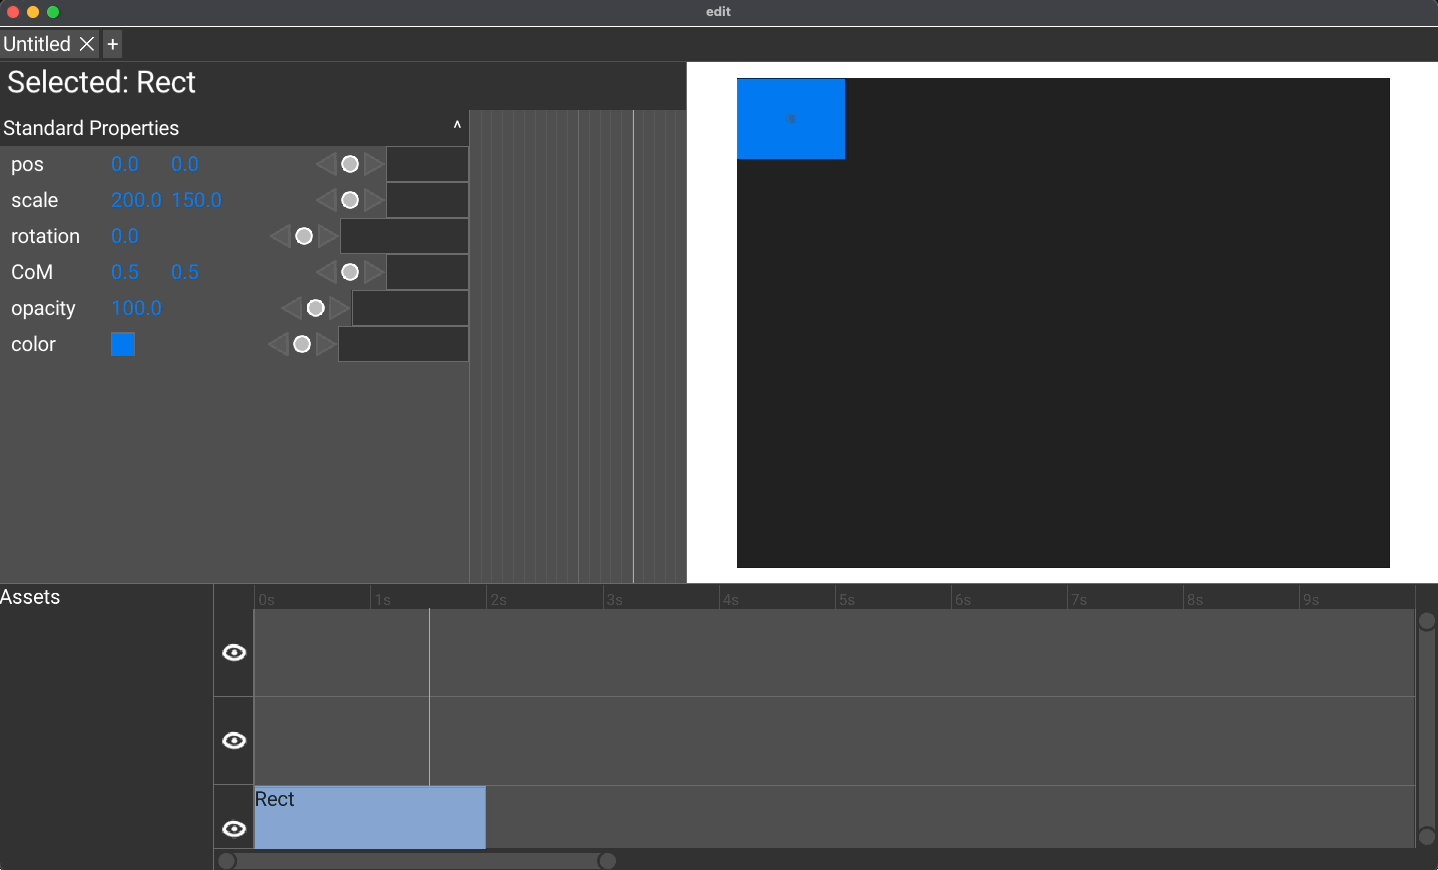 edit
Untitled +
Selected: Rect
Standard Properties ^
pos 0.0 0.0
scale 200.0 150.0
rotation 0.0
CoM 0.5 0.5
opacity 100.0
color
Assets
0s 1s 2s 3s 4s 5s 6s 7s 8s 9s
Rect